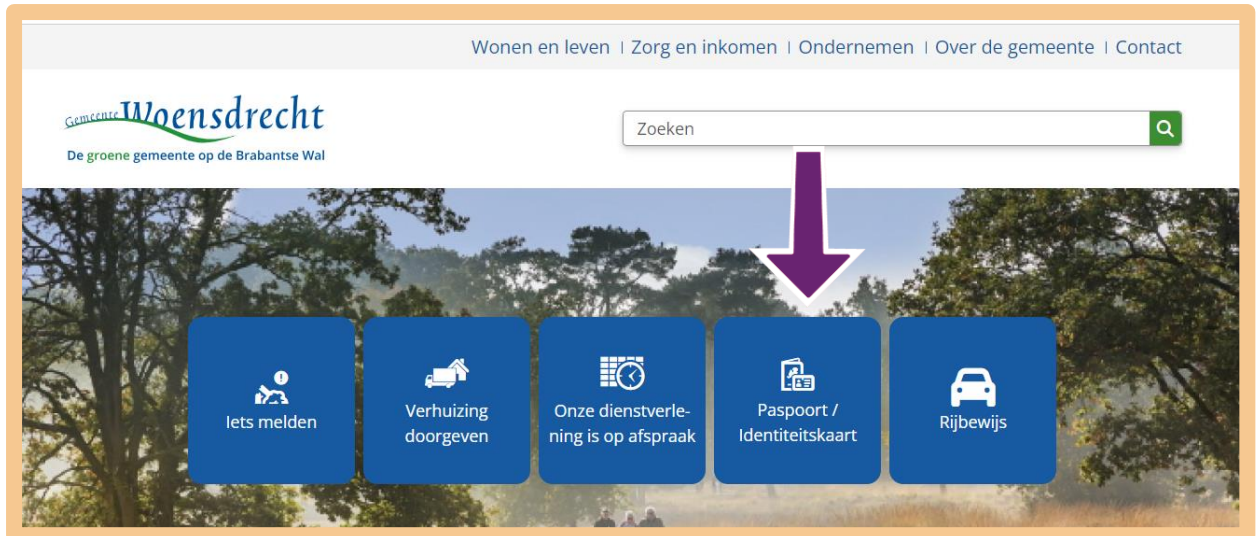 Wonen en leven | Zorg en inkomen | Ondernemen | Over de gemeente | Contact
Gemeente Woensdrecht
De groene gemeente op de Brabantse Wal
Zoeken
Iets melden
Verhuizing
doorgeven
Onze dienstverle-
ning is op afspraak
Paspoort /
Identiteitskaart
Rijbewijs